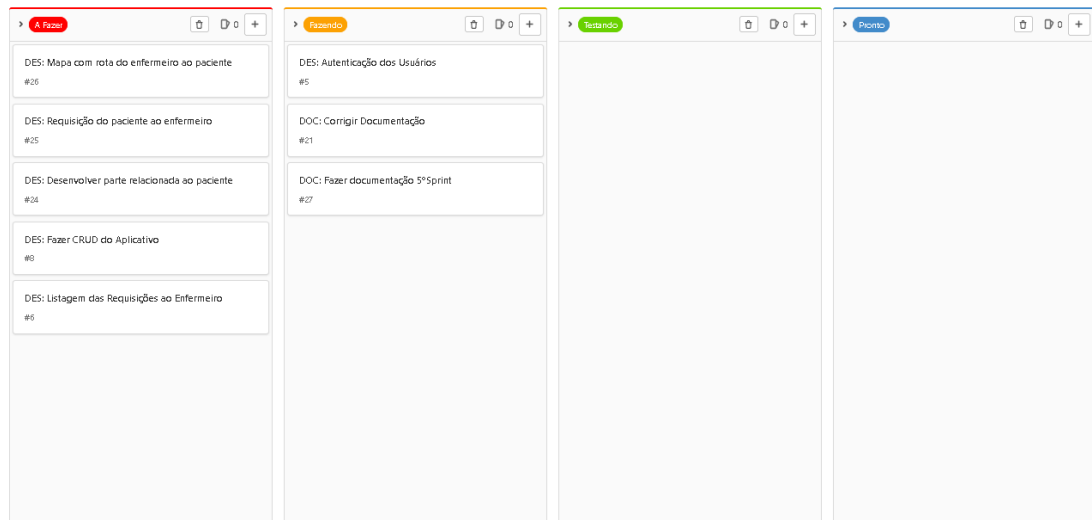 A Fazer
0
DES: Mapa com rota do enfermeiro ao paciente
#26
DES: Requisição do paciente ao enfermeiro
#25
DES: Desenvolver parte relacionada ao paciente
#24
DES: Fazer CRUD do Aplicativo
#8
DES: Listagem das Requisições ao Enfermeiro
#6
Fazendo
0
DES: Autenticação dos Usuários
#5
DOC: Corrigir Documentação
#21
DOC: Fazer documentação 5º Sprint
#27
Testando
0
Pronto
0